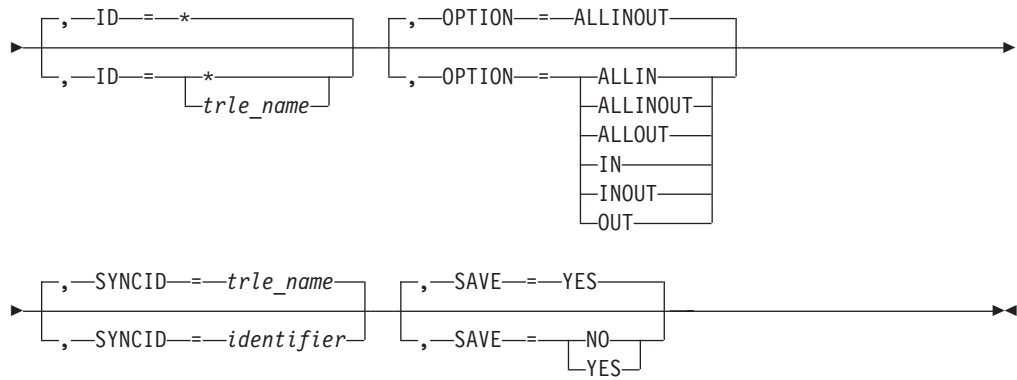 , ID = * , OPTION = ALLINOUT
, ID = * , OPTION = ALLIN
trle_name ALLINOUT
ALLOUT
IN
INOUT
OUT
, SYNCID = trle_name , SAVE = YES
, SYNCID = identifier , SAVE = NO
YES